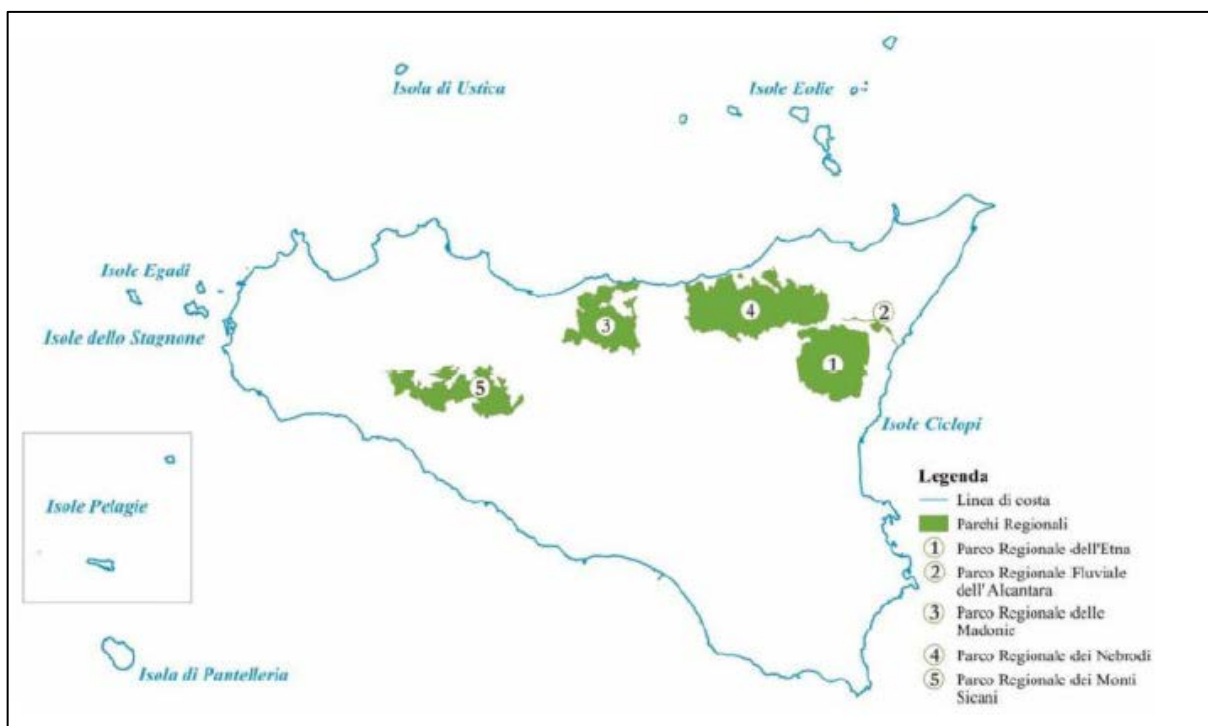 Isola di Ustica
Isole Eolie
Isole Egadi
Isole dello Stagnone
3
4
2
1
5
Isole Ciclopi
Isole Pelagie
Isola di Pantelleria
Legenda
Linea di costa
Parchi Regionali
1 Parco Regionale dell'Etna
2 Parco Regionale Fluviale
dell'Alcantara
3 Parco Regionale delle
Madonie
4 Parco Regionale dei Nebrodi
5 Parco Regionale dei Monti
Sicani